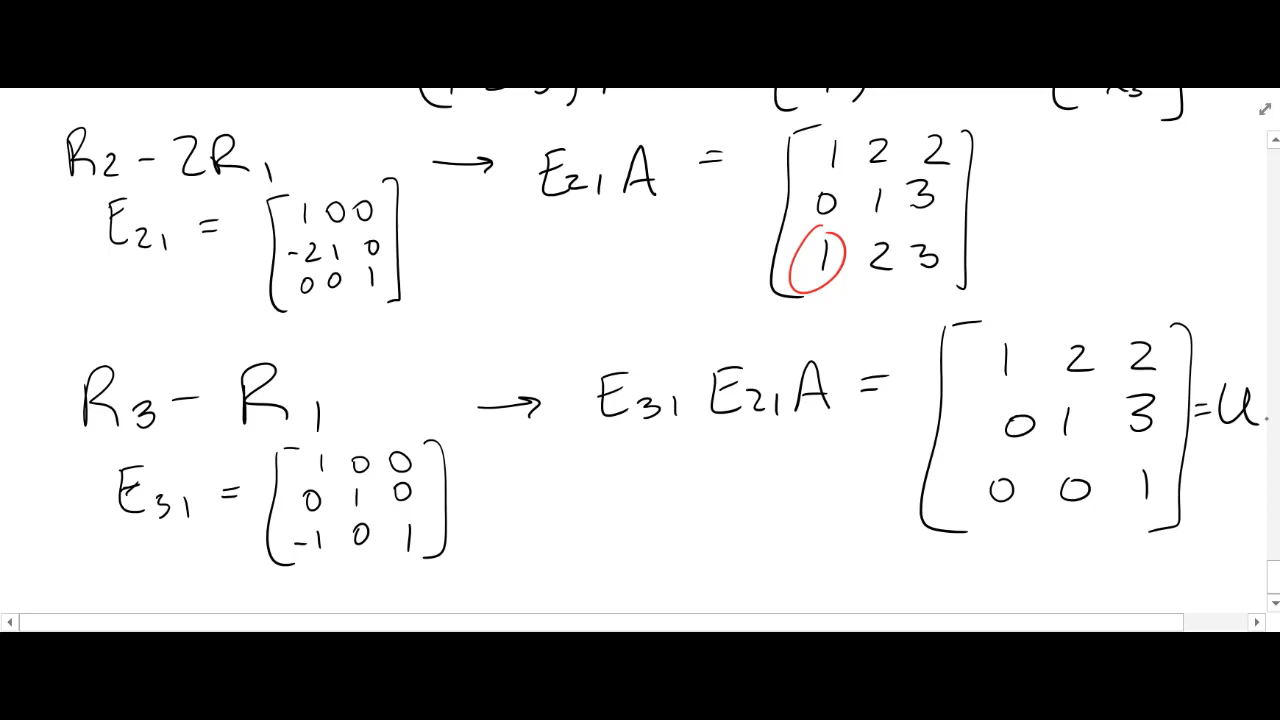 R2 - 2R1 → E21 A = [1 2 2
0 1 3
1 2 3]
E21 = [1 0 0
-2 1 0
0 0 1]
R3 - R1 → E31 E21 A = [1 2 2
0 1 3
0 0 1] = U
E31 = [1 0 0
0 1 0
-1 0 1]